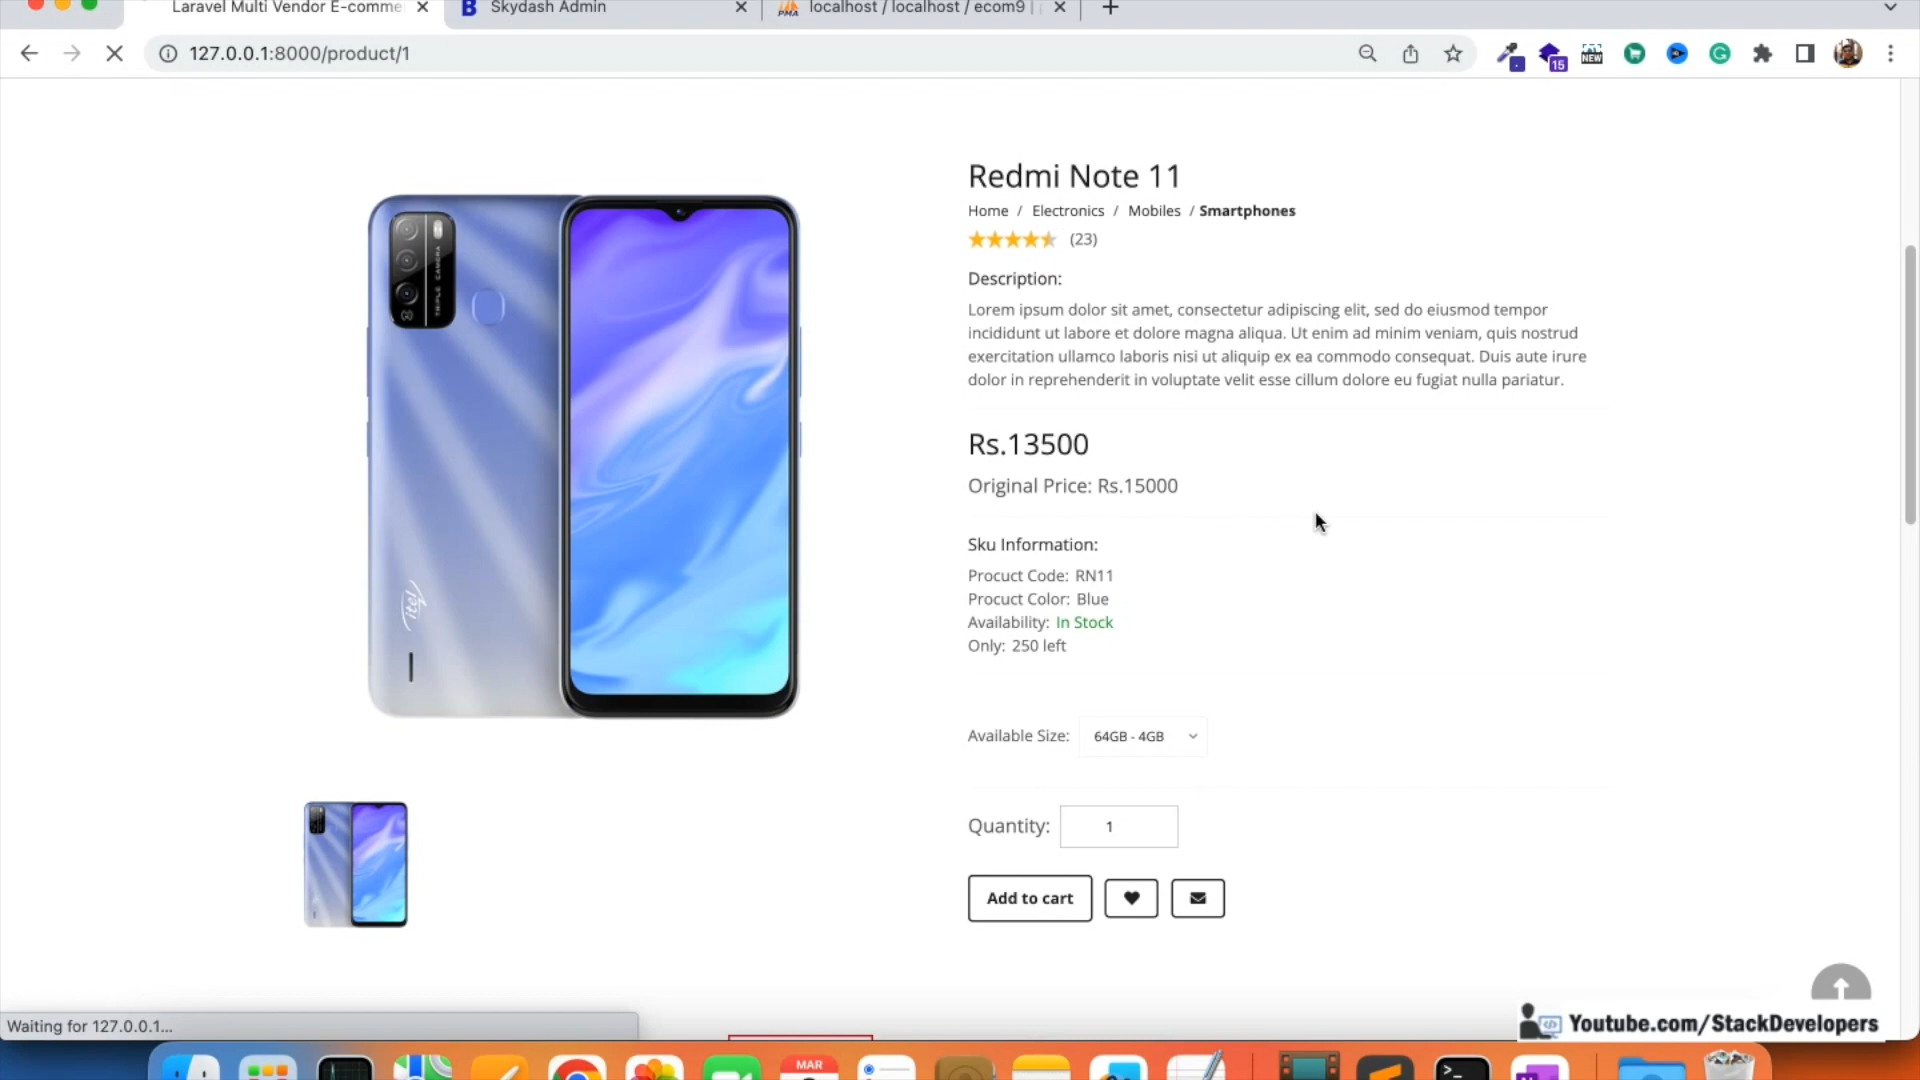 Laravel Multi Vendor E-comme
Skydash Admin
localhost / localhost / ecom9 |
127.0.0.1:8000/product/1
15
NEW
Redmi Note 11
Home / Electronics / Mobiles / Smartphones
(23)
Description:
Lorem ipsum dolor sit amet, consectetur adipiscing elit, sed do eiusmod tempor
incididunt ut labore et dolore magna aliqua. Ut enim ad minim veniam, quis nostrud
exercitation ullamco laboris nisi ut aliquip ex ea commodo consequat. Duis aute irure
dolor in reprehenderit in voluptate velit esse cillum dolore eu fugiat nulla pariatur.
Rs.13500
Original Price: Rs.15000
Sku Information:
Procuct Code: RN11
Procuct Color: Blue
Availability: In Stock
Only: 250 left
Available Size: 64GB - 4GB
Quantity: 1
Add to cart
TRIPLE CAMERA
itel
Waiting for 127.0.0.1...
Youtube.com/StackDevelopers
MAR